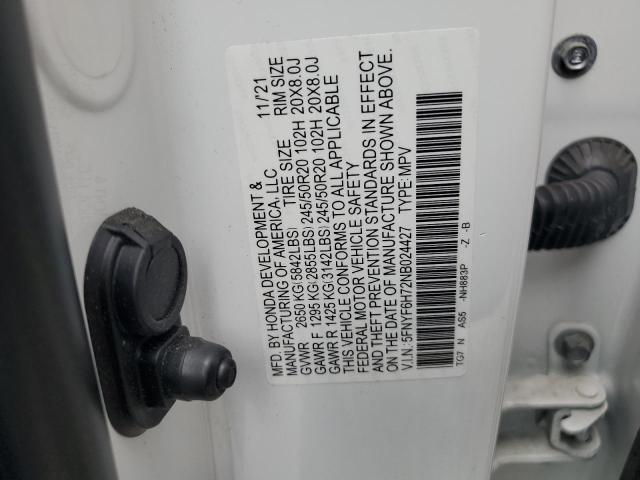 MFD. BY HONDA DEVELOPMENT & 11/'21
MANUFACTURING OF AMERICA, LLC
TIRE SIZE RIM SIZE
GVWR 2650 KG(5842LBS)
GAWR F 1295 KG(2855LBS) 245/50R20 102H 20X8.0J
GAWR R 1425 KG(3142LBS) 245/50R20 102H 20X8.0J
THIS VEHICLE CONFORMS TO ALL APPLICABLE
FEDERAL MOTOR VEHICLE SAFETY
AND THEFT PREVENTION STANDARDS IN EFFECT
ON THE DATE OF MANUFACTURE SHOWN ABOVE.
V.I.N.: 5FNYF6H72NB024427 TYPE: MPV
TG7 N AS5 -NH883P -Z -B